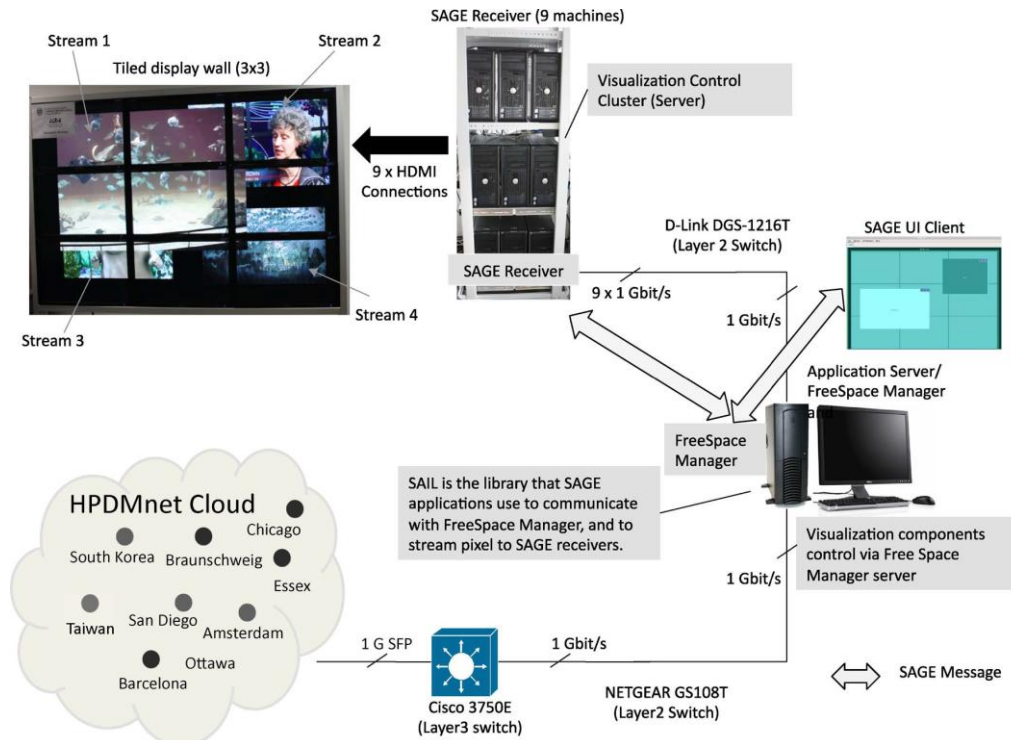 SAGE Receiver (9 machines)
Stream 1
Stream 2
Tiled display wall (3x3)
Visualization Control
Cluster (Server)
9 x HDMI
Connections
D-Link DGS-1216T
(Layer 2 Switch)
SAGE UI Client
SAGE Receiver
9 x 1 Gbit/s
1 Gbit/s
Stream 4
Stream 3
Application Server/
FreeSpace Manager
and
FreeSpace
Manager
SAIL is the library that SAGE
applications use to communicate
with FreeSpace Manager, and to
stream pixel to SAGE receivers.
HPDMnet Cloud
Chicago
South Korea
Braunschweig
Essex
Taiwan
San Diego
Amsterdam
Ottawa
Barcelona
Visualization components
control via Free Space
Manager server
1 Gbit/s
1 G SFP
1 Gbit/s
Cisco 3750E
(Layer3 switch)
NETGEAR GS108T
(Layer2 Switch)
SAGE Message